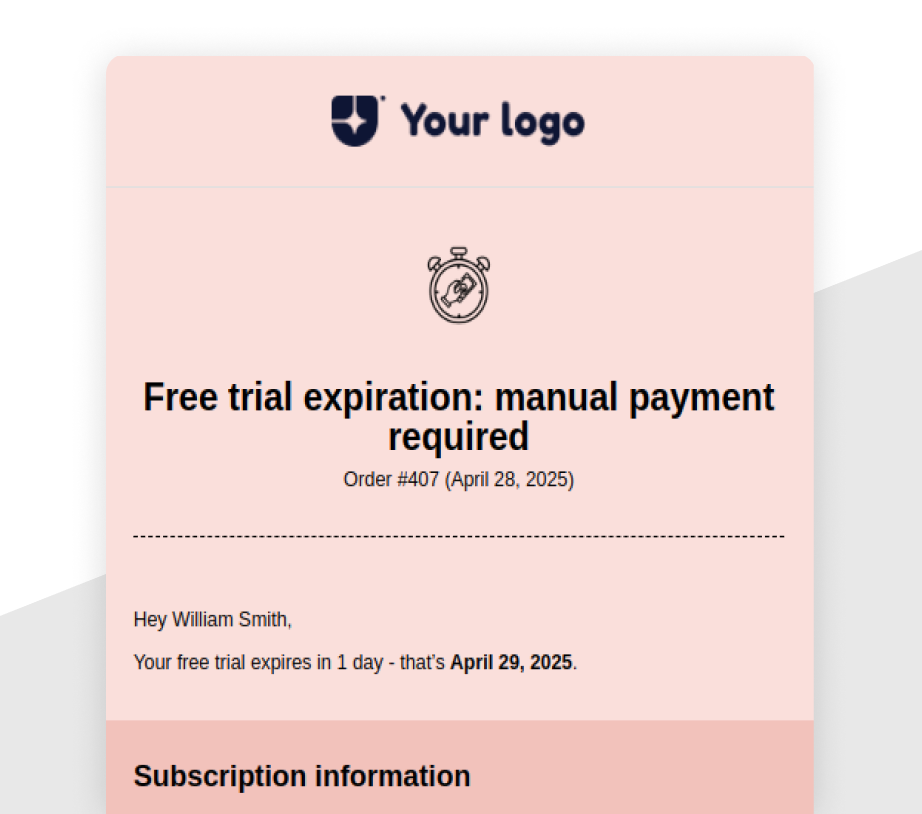 Your logo
Free trial expiration: manual payment
required
Order #407 (April 28, 2025)
Hey William Smith,
Your free trial expires in 1 day - that’s April 29, 2025.
Subscription information